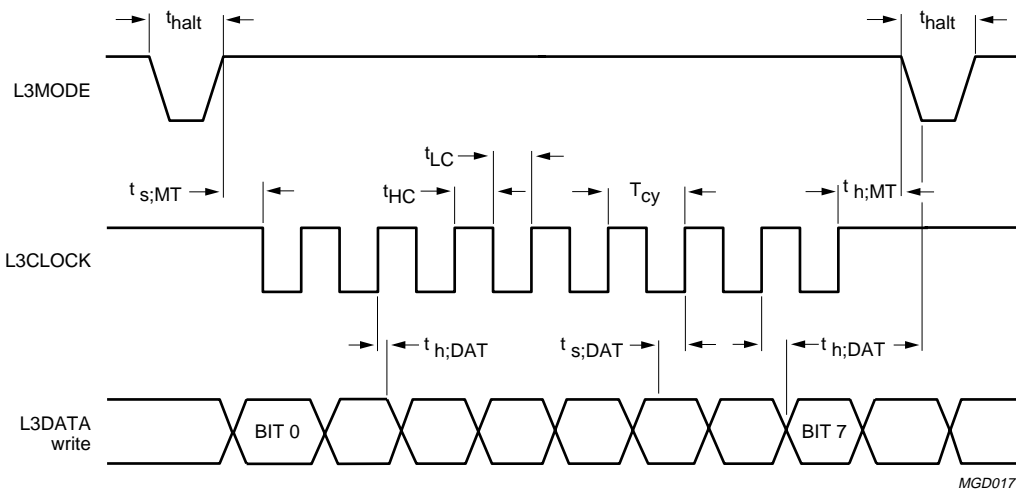 thalt
thalt
L3MODE
tLC
ts;MT
tHC
Tcy
th;MT
L3CLOCK
th;DAT
ts;DAT
th;DAT
L3DATA
write
BIT 0
BIT 7
MGD017